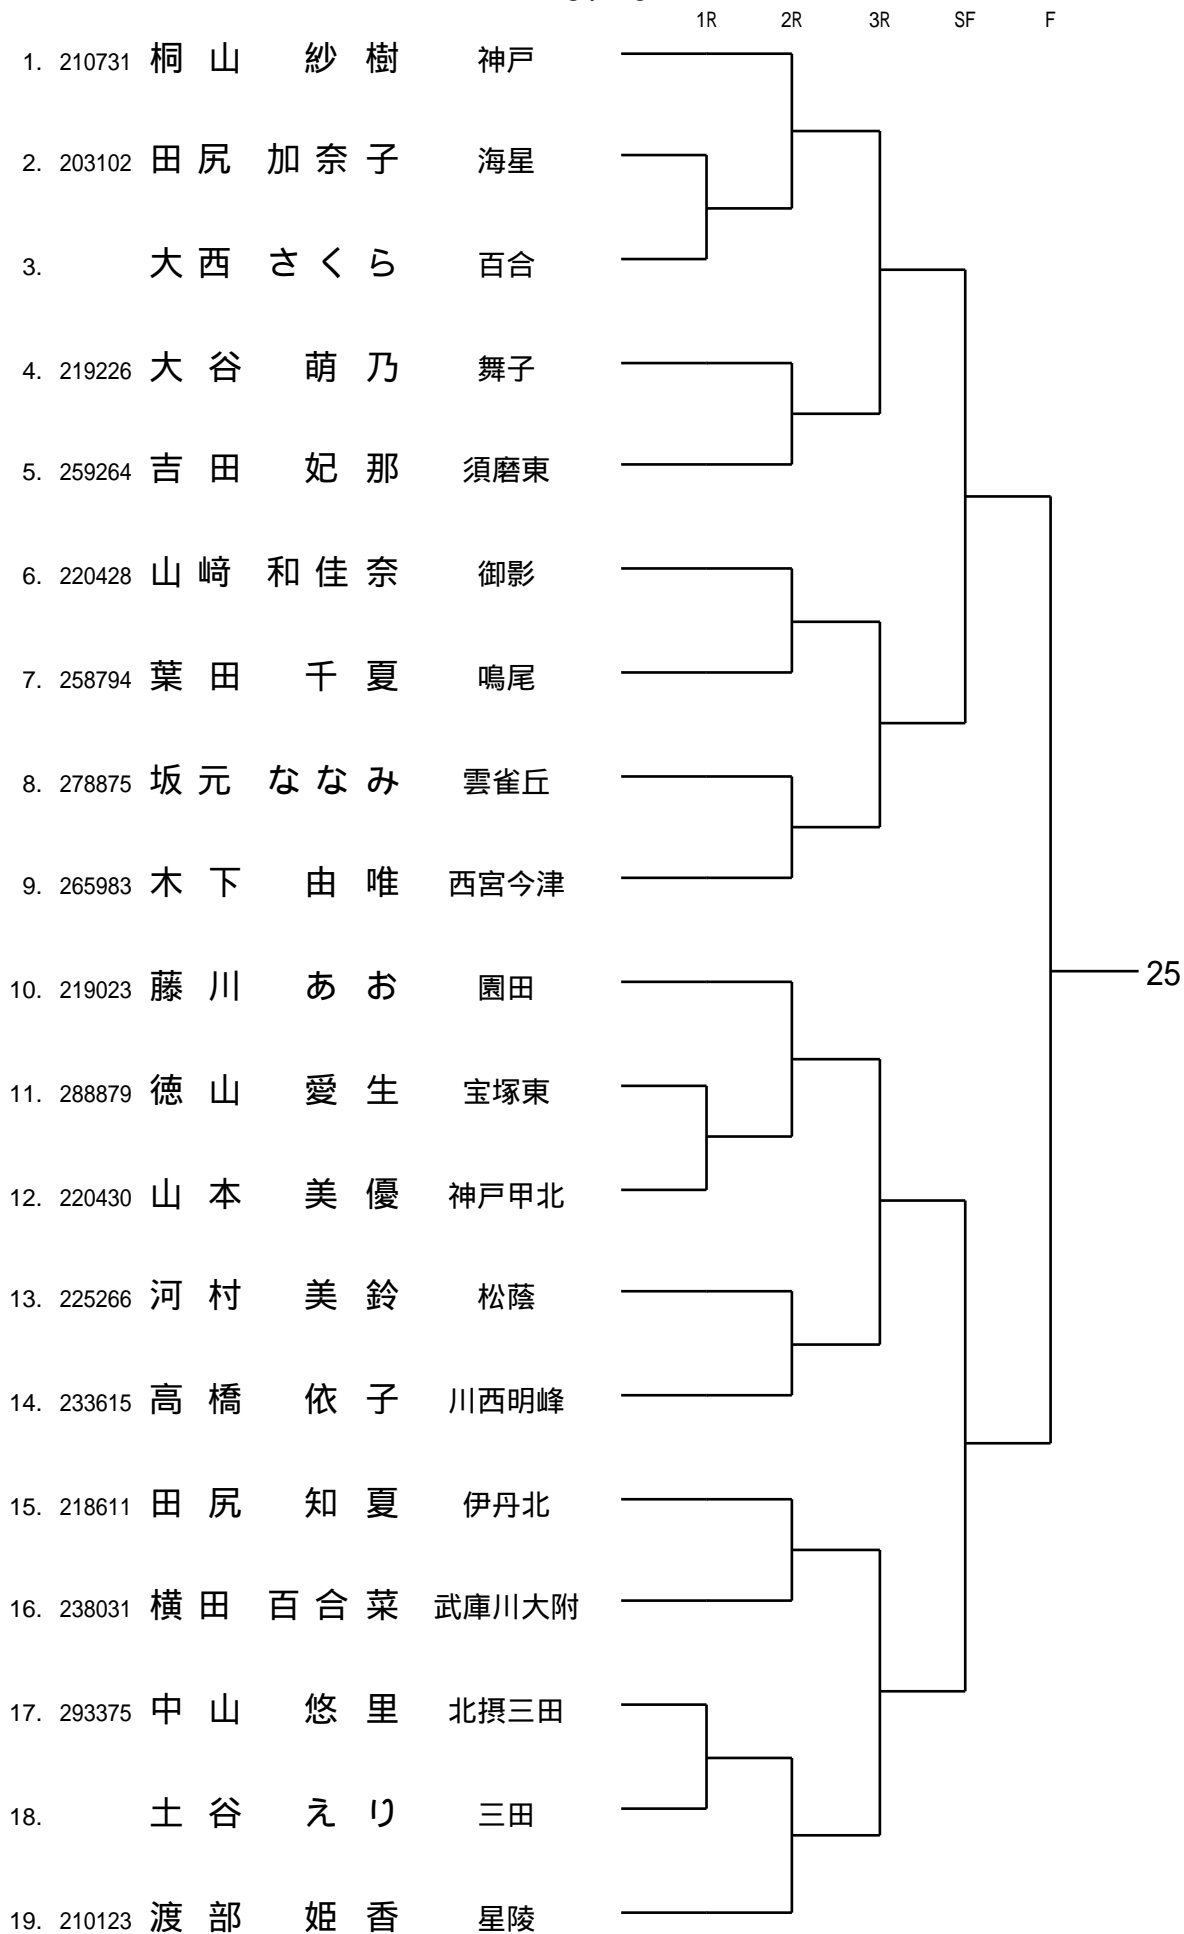 1R 2R 3R SF F
1. 210731 桐山 紗樹 神戸
2. 203102 田尻 加奈子 海星
3. 大西 さくら 百合
4. 219226 大谷 萌乃 舞子
5. 259264 吉田 妃那 須磨東
6. 220428 山﨑 和佳奈 御影
7. 258794 葉田 千夏 鳴尾
8. 278875 坂元 ななみ 雲雀丘
9. 265983 木下 由唯 西宮今津
10. 219023 藤川 あお 園田
25
11. 288879 徳山 愛生 宝塚東
12. 220430 山本 美優 神戸甲北
13. 225266 河村 美鈴 松蔭
14. 233615 高橋 依子 川西明峰
15. 218611 田尻 知夏 伊丹北
16. 238031 横田 百合菜 武庫川大附
17. 293375 中山 悠里 北摂三田
18. 土谷 えり 三田
19. 210123 渡部 姫香 星陵